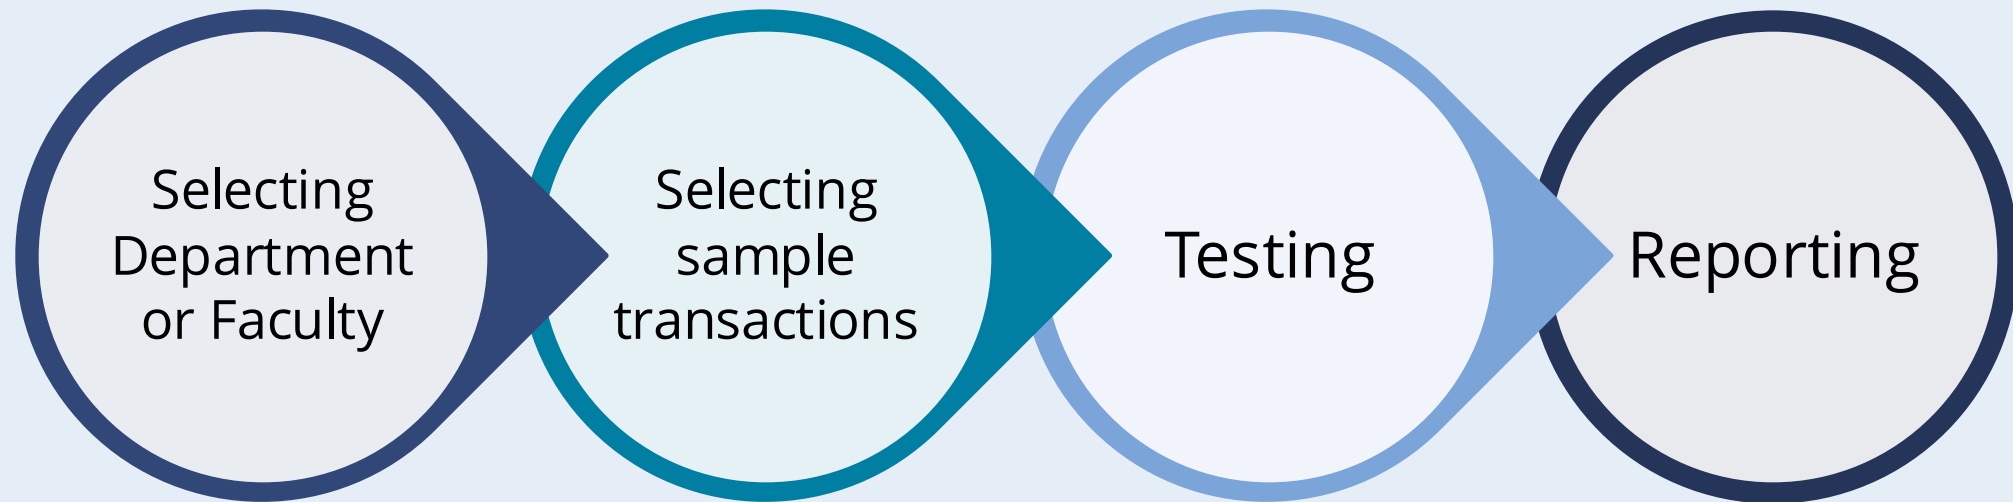 Selecting
Department
or Faculty
Selecting
sample
transactions
Testing
Reporting